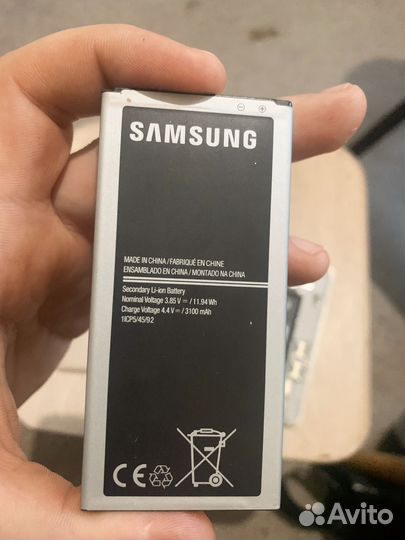 SAMSUNG
MADE IN CHINA / FABRIQUÉ EN CHINE
ENSAMBLADO EN CHINA / MONTADO NA CHINA
Secondary Li-ion Battery
Nominal Voltage 3.85 V⎓ / 11.94 Wh
Charge Voltage 4.4 V⎓ / 3100 mAh
1ICP5/45/92
CE
Avito